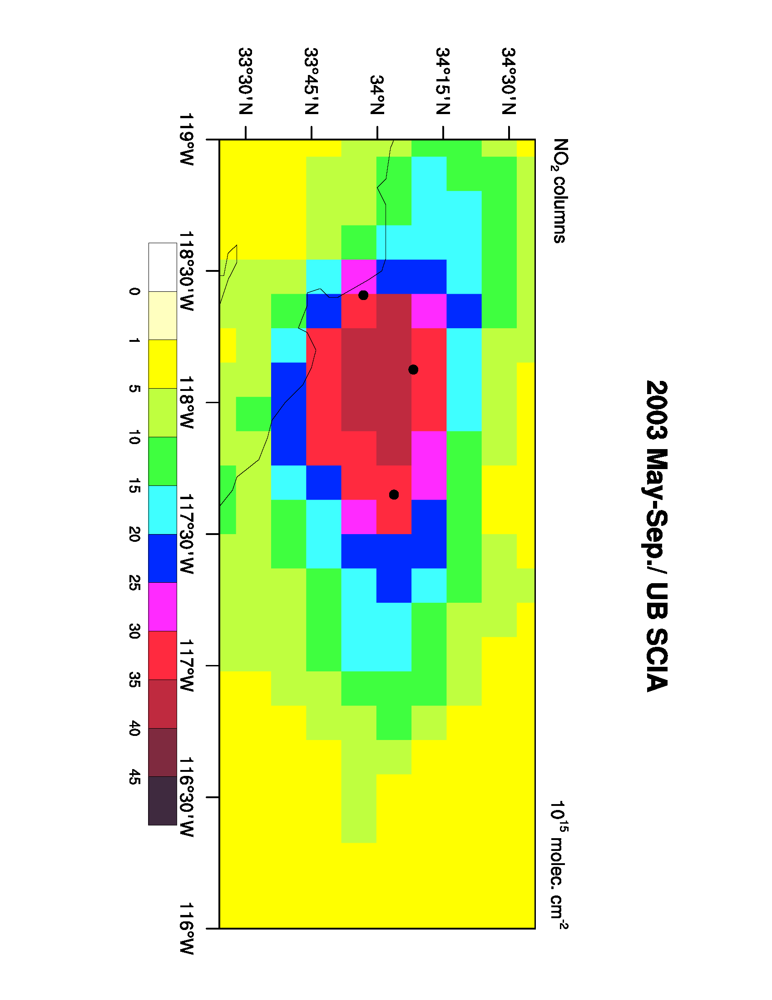 2003 May-Sep./ UB SCIA
NO2 columns
10^15 molec. cm^-2
34°30'N
34°15'N
34°N
33°45'N
33°30'N
119°W
118°30'W
118°W
117°30'W
117°W
116°30'W
116°W
0
1
5
10
15
20
25
30
35
40
45